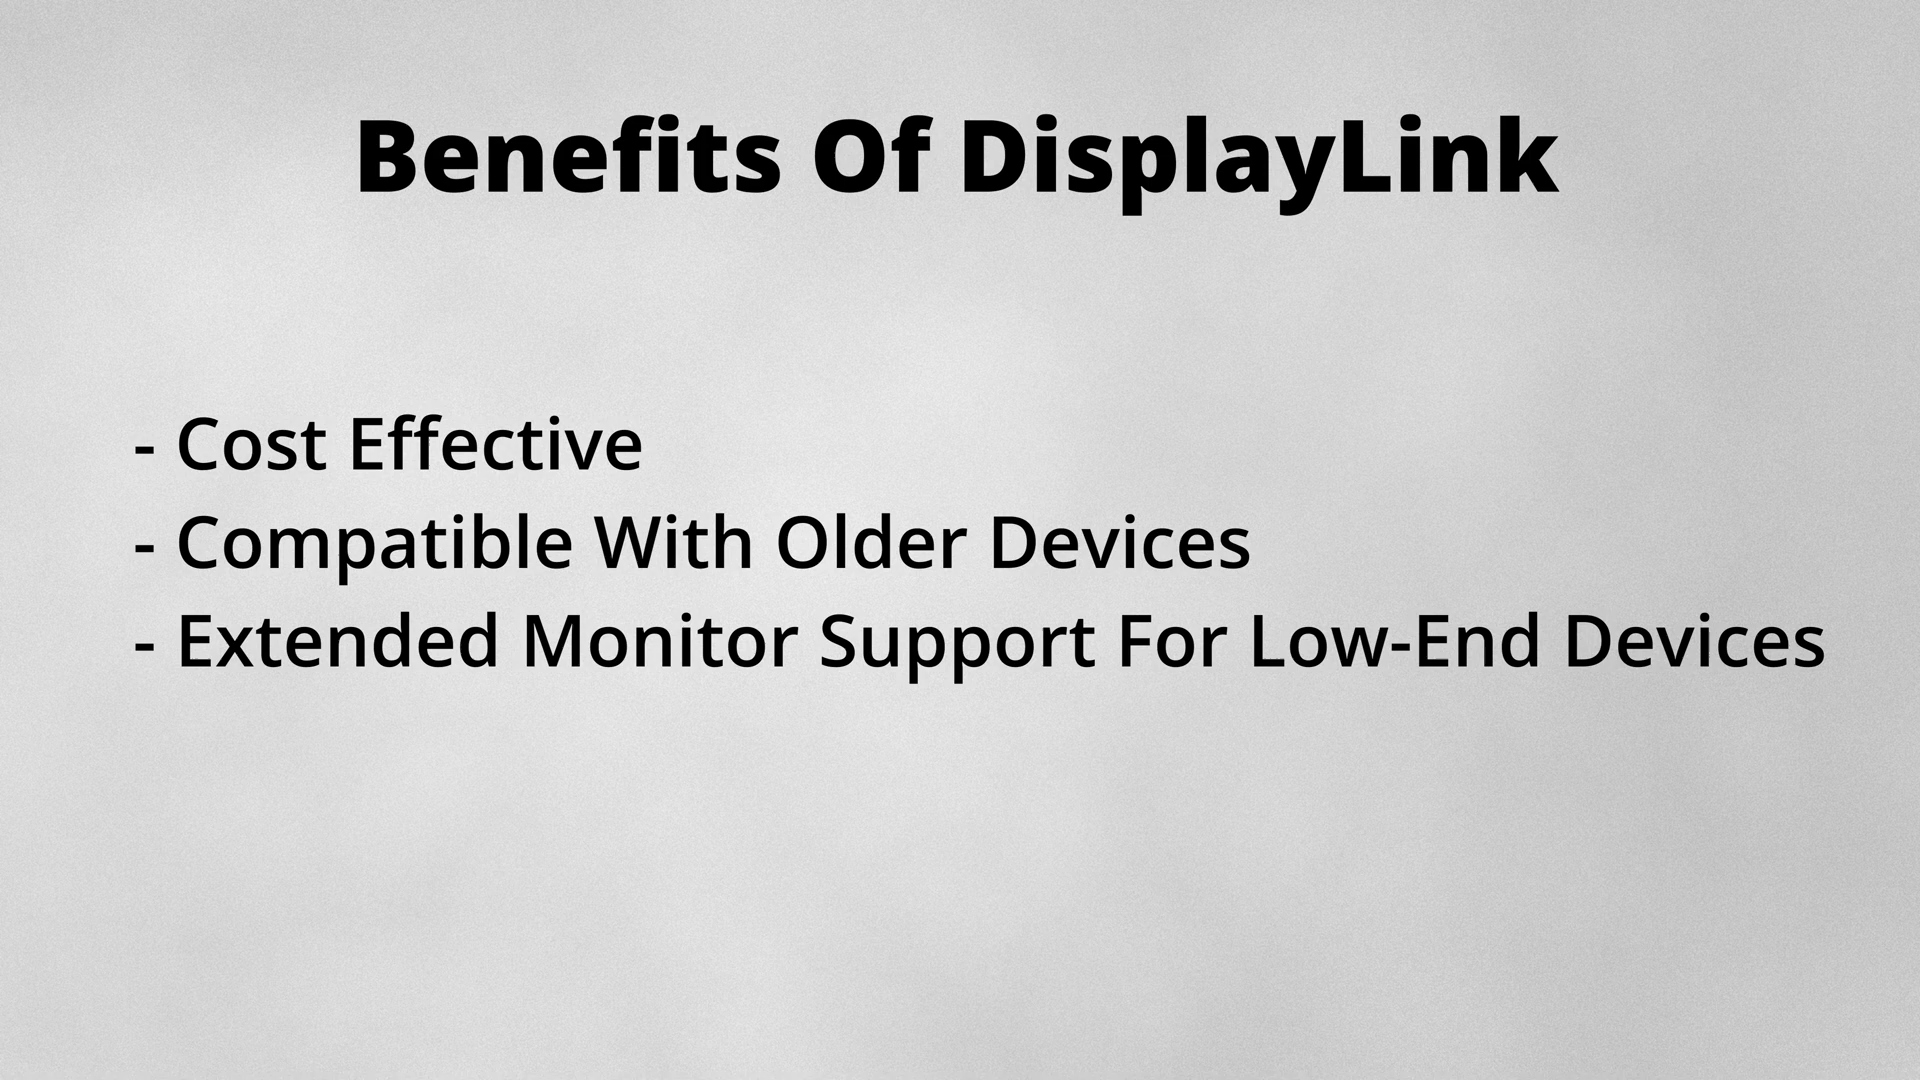 Benefits Of DisplayLink
- Cost Effective
- Compatible With Older Devices
- Extended Monitor Support For Low-End Devices